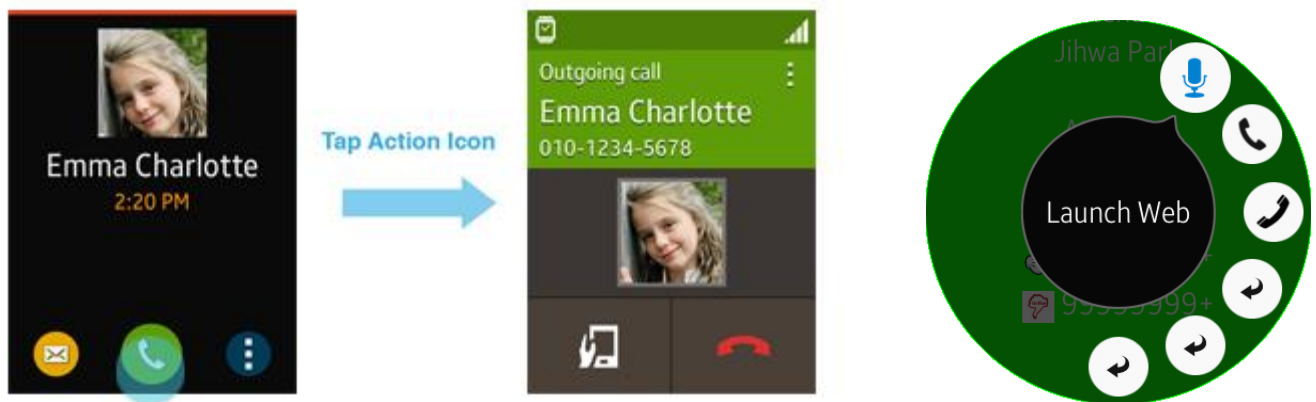 Emma Charlotte
2:20 PM
Tap Action Icon
Outgoing call
Emma Charlotte
010-1234-5678
Jihwa Park
Launch Web
99999999+